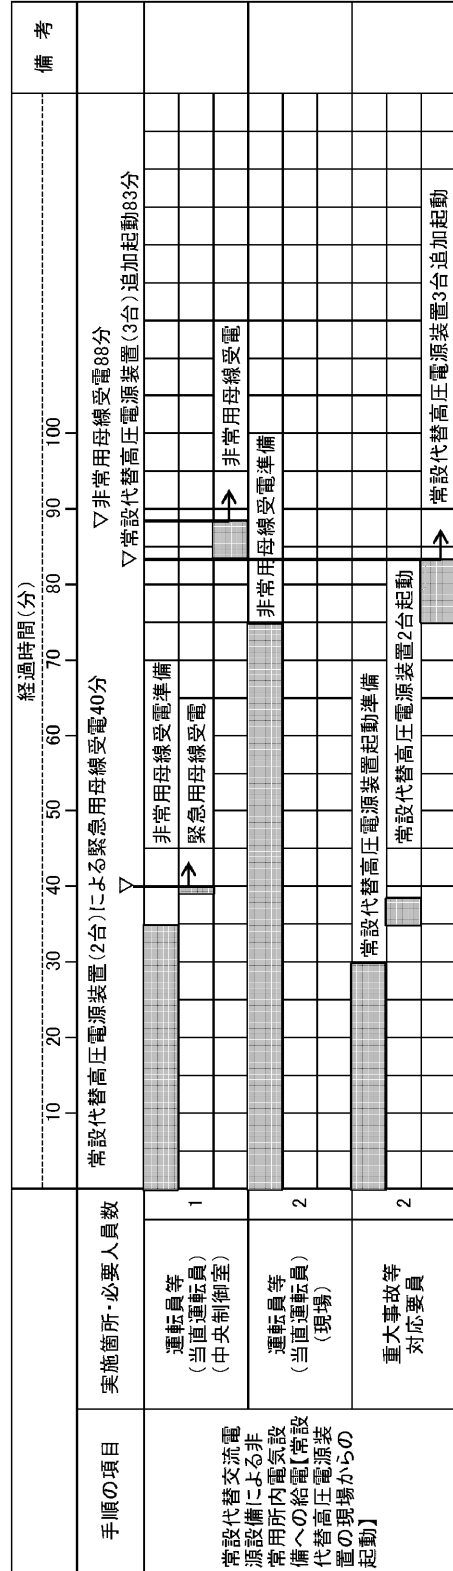 手順の項目
実施箇所・必要人員数
経過時間(分)
備 考
10 20 30 40 50 60 70 80 90 100
常設代替高圧電源装置(2台)による緊急用母線受電40分
▽
▽非常用母線受電88分
▽常設代替高圧電源装置(3台)追加起動83分
常設代替交流電
源設備による非
常用所内電気設
備への給電【常設
代替高圧電源装
置の現場からの
起動】
運転員等
(当直運転員)
(中央制御室)
1
非常用母線受電準備
緊急用母線受電
非常用母線受電
運転員等
(当直運転員)
(現場)
2
非常用母線受電準備
重大事故等
対応要員
2
常設代替高圧電源装置起動準備
常設代替高圧電源装置2台起動
常設代替高圧電源装置3台追加起動